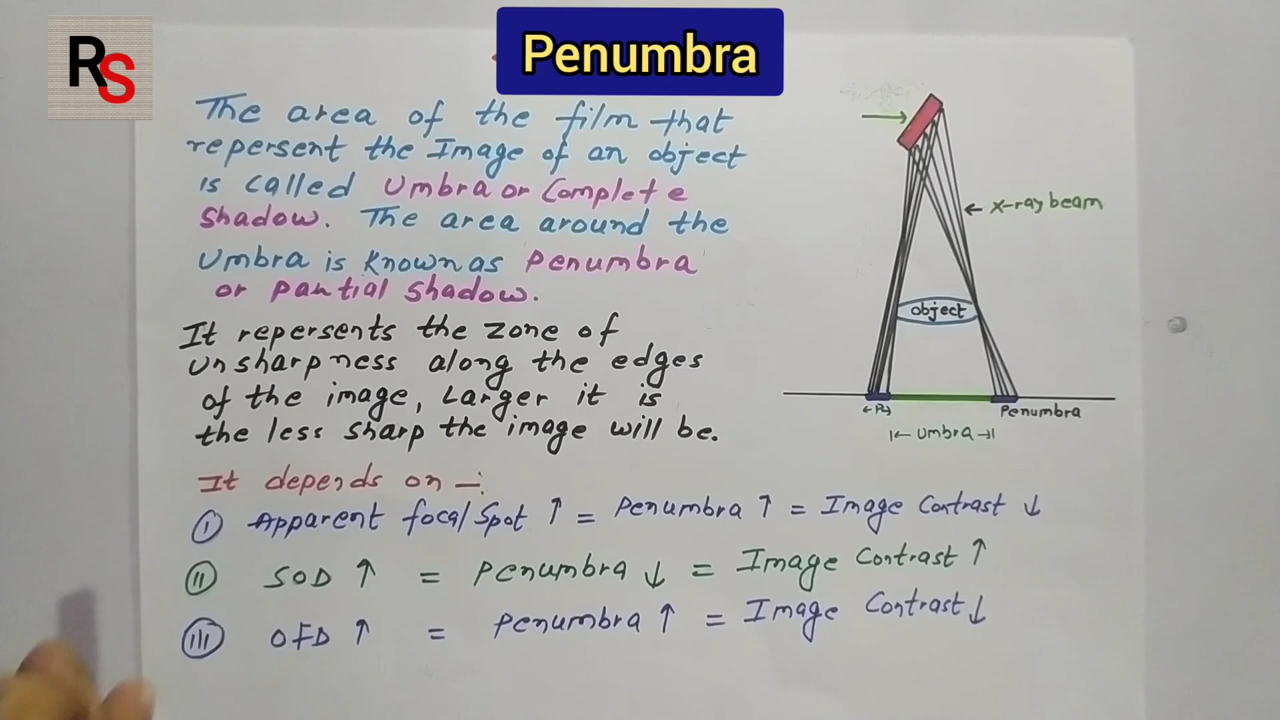 RS
Penumbra
The area of the film that
repersent the Image of an object
is called Umbra or Complete
Shadow. The area around the
Umbra is known as Penumbra
or partial Shadow.
It repersents the zone of
Unsharpness along the edges
of the image, Larger it is
the less sharp the image will be.
It depends on :-
(I) Apparent focal Spot ↑ = Penumbra ↑ = Image Contrast ↓
(II) SOD ↑ = Penumbra ↓ = Image Contrast ↑
(III) OFD ↑ = Penumbra ↑ = Image Contrast ↓
← X-ray beam
object
←P→
Penumbra
|← Umbra →|